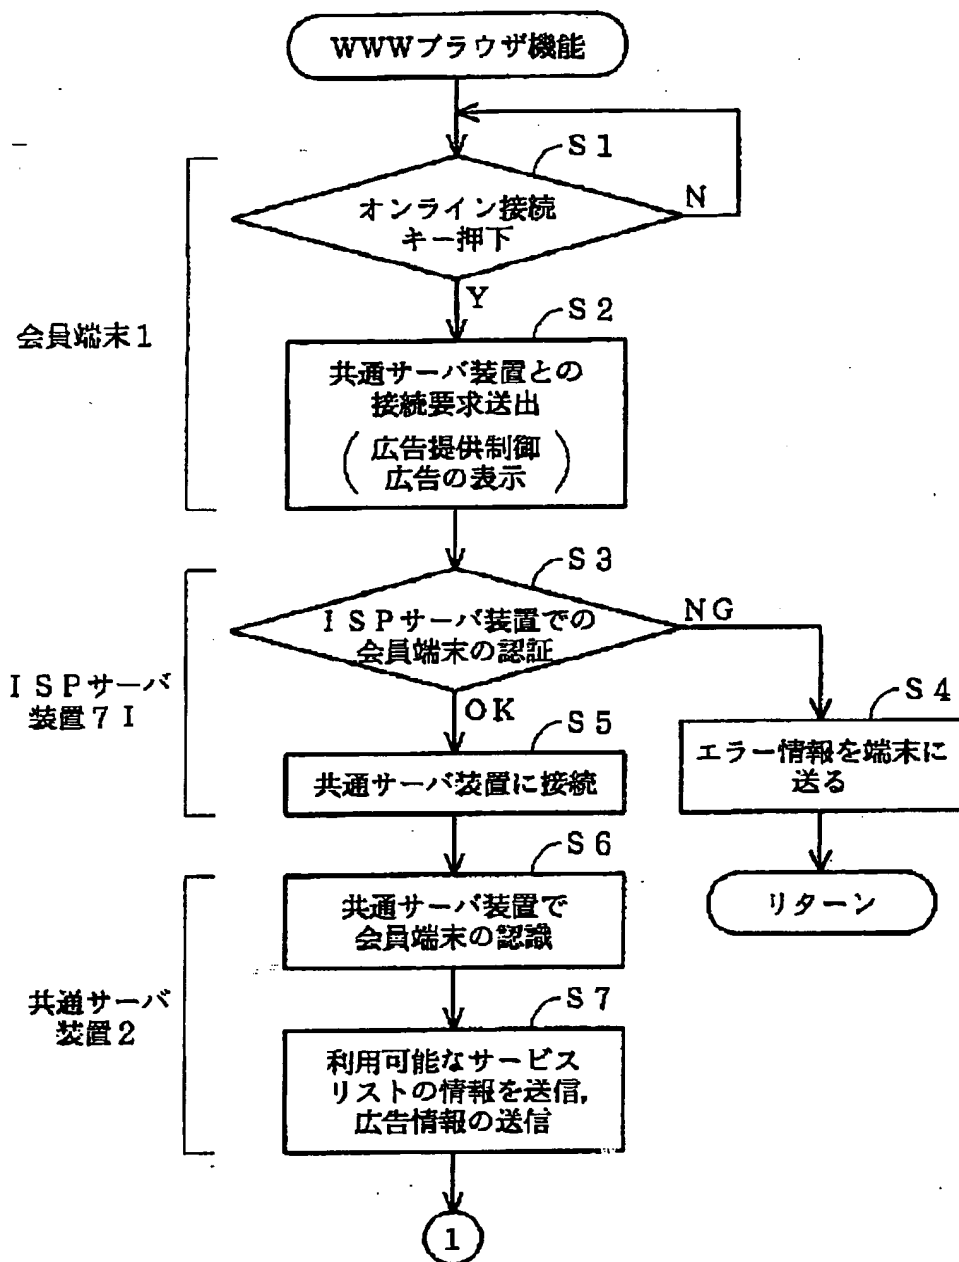 WWWブラウザ機能
S1
N
オンライン接続
キー押下
Y
会員端末1
S2
共通サーバ装置との
接続要求送出
広告提供制御
広告の表示
S3
NG
ISPサーバ装置での
会員端末の認証
OK
ISPサーバ
装置7I
S4
エラー情報を端末に
送る
S5
共通サーバ装置に接続
S6
共通サーバ装置で
会員端末の認識
リターン
共通サーバ
装置2
S7
利用可能なサービス
リストの情報を送信,
広告情報の送信
1